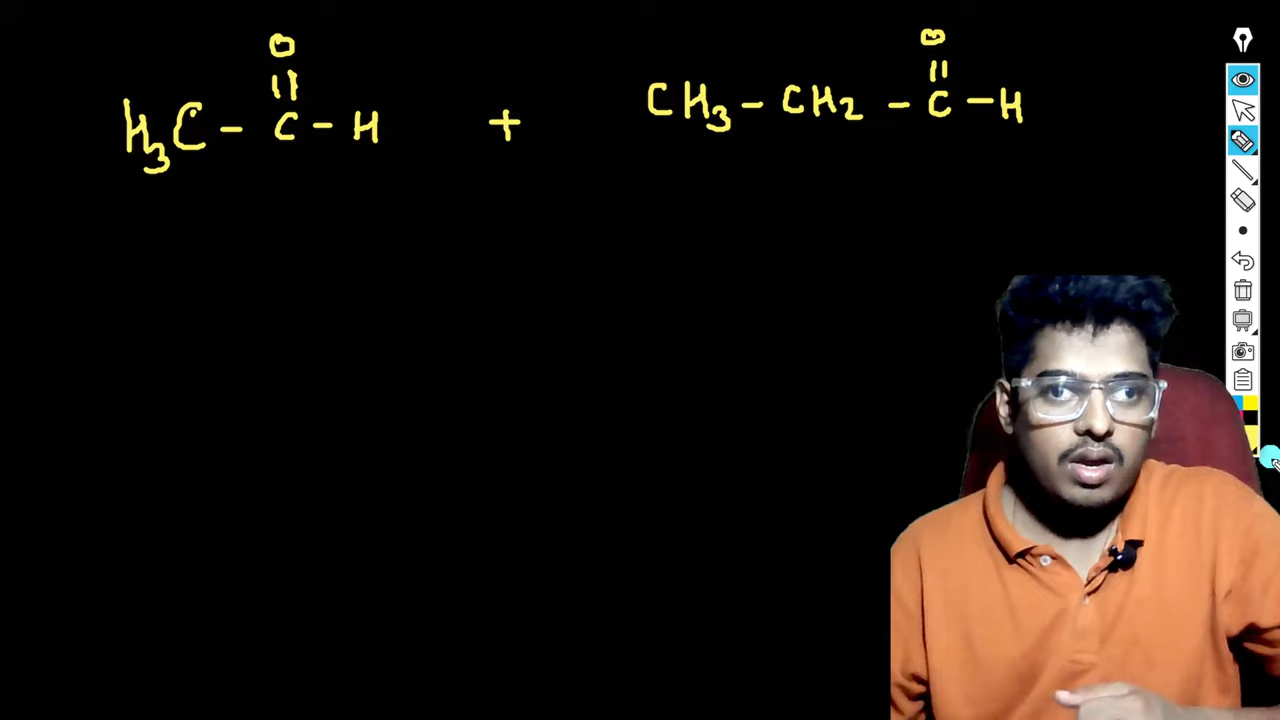 O O
|| ||
H3C - C - H + CH3 - CH2 - C - H